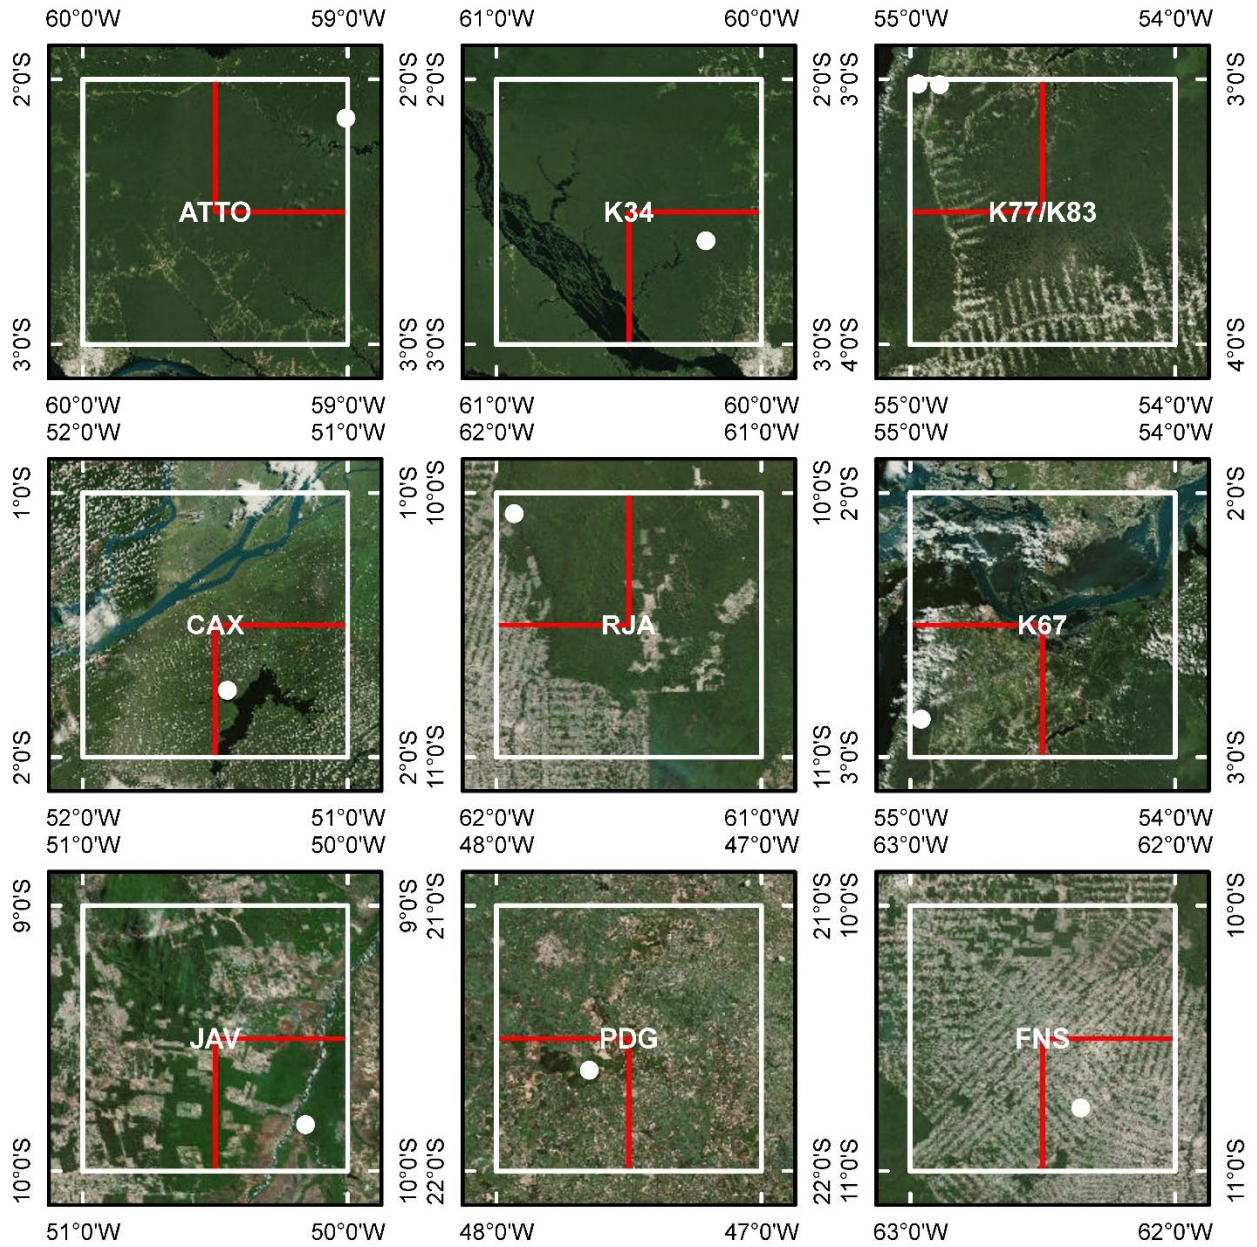 60°0'W 59°0'W 61°0'W 60°0'W 55°0'W 54°0'W
2°0'S 2°0'S 2°0'S 2°0'S 3°0'S 3°0'S
ATTO K34 K77/K83
3°0'S 3°0'S 3°0'S 3°0'S 4°0'S 4°0'S
60°0'W 59°0'W 61°0'W 60°0'W 55°0'W 54°0'W
52°0'W 51°0'W 62°0'W 61°0'W 55°0'W 54°0'W
1°0'S 1°0'S 10°0'S 10°0'S 2°0'S 2°0'S
CAX RJA K67
2°0'S 2°0'S 11°0'S 11°0'S 3°0'S 3°0'S
52°0'W 51°0'W 62°0'W 61°0'W 55°0'W 54°0'W
51°0'W 50°0'W 48°0'W 47°0'W 63°0'W 62°0'W
9°0'S 9°0'S 21°0'S 21°0'S 10°0'S 10°0'S
JAV PDG FNS
10°0'S 10°0'S 22°0'S 22°0'S 11°0'S 11°0'S
51°0'W 50°0'W 48°0'W 47°0'W 63°0'W 62°0'W